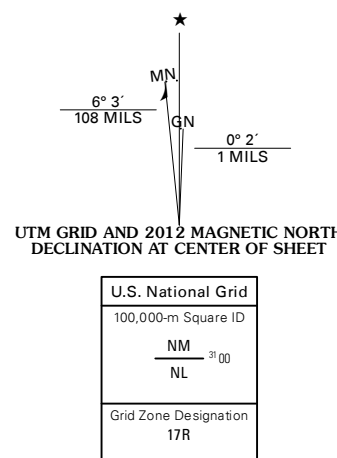 ★
MN
6° 3´
108 MILS
GN
0° 2´
1 MILS
UTM GRID AND 2012 MAGNETIC NORTH
DECLINATION AT CENTER OF SHEET
U.S. National Grid
100,000-m Square ID
NM
31 00
NL
Grid Zone Designation
17R